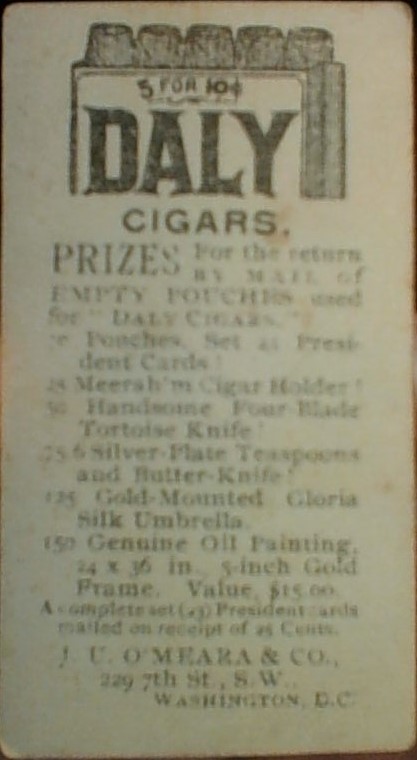 5 FOR 10¢
DALY
CIGARS.
PRIZES For the return
BY MAIL of
EMPTY POUCHES used
for "DALY CIGARS."
Pouches, Set Presi-
dent Cards!
25 Meerah'm Cigar Holder!
50 Handsome Four-Blade
Tortoise Knife!
75 6 Silver-Plate Teaspoons
and Butter-Knife!
125 Gold-Mounted Gloria
Silk Umbrella.
150 Genuine Oil Painting,
24 x 36 in., 5-inch Gold
Frame. Value, $15.00.
A complete set President Cards
mailed on receipt of 25 Cents.
J. U. O'MEARA & CO.,
229 7th St., S.W.,
WASHINGTON, D.C.